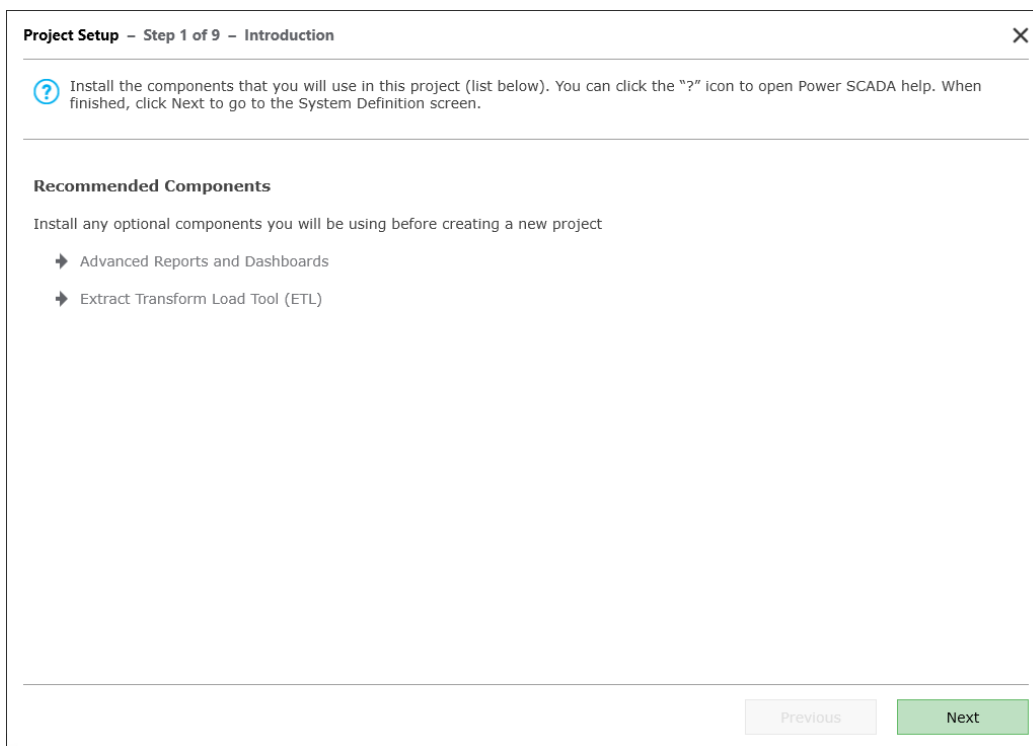 Project Setup – Step 1 of 9 – Introduction
Install the components that you will use in this project (list below). You can click the “?” icon to open Power SCADA help. When
finished, click Next to go to the System Definition screen.
Recommended Components
Install any optional components you will be using before creating a new project
Advanced Reports and Dashboards
Extract Transform Load Tool (ETL)
Previous
Next